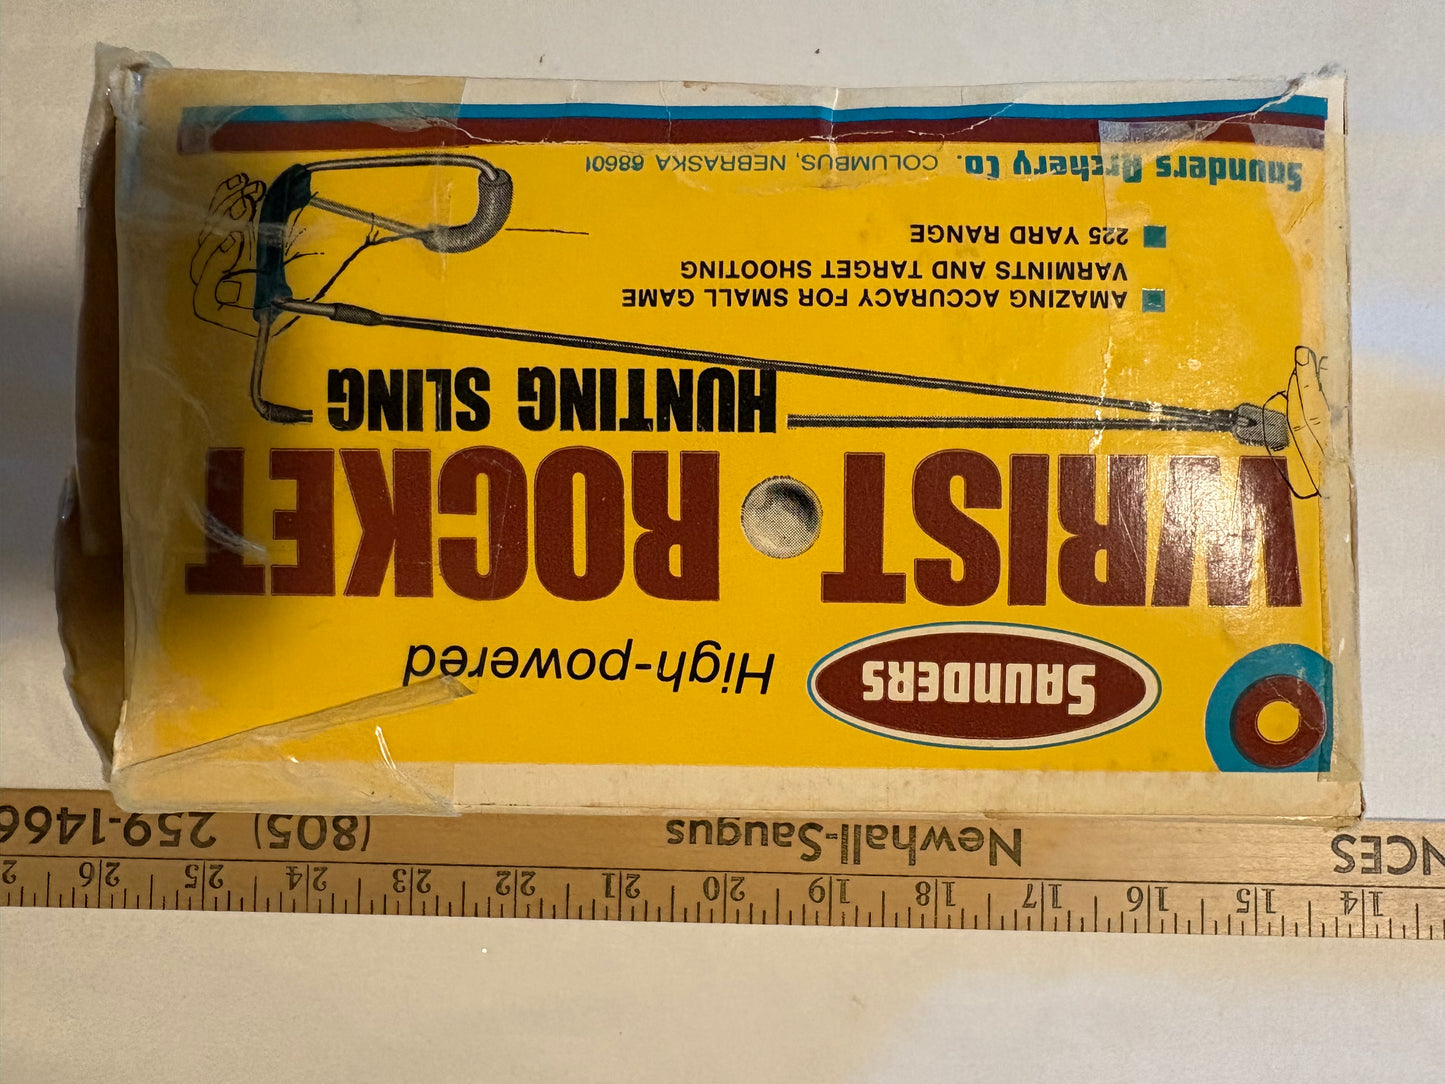 14 15 16 17 18 19 20 21 22 23 24 25 26 2
NCES Newhall-Saugus (805) 259-1466
SAUNDERS High-powered
WRIST ROCKET
HUNTING SLING
AMAZING ACCURACY FOR SMALL GAME
VARMINTS AND TARGET SHOOTING
225 YARD RANGE
Saunders Archery Co. COLUMBUS, NEBRASKA 68601